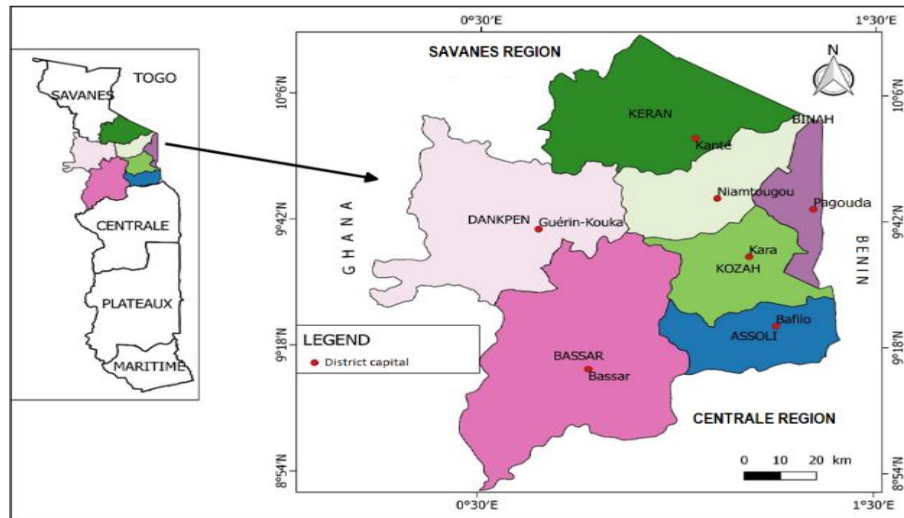 TOGO
SAVANES
CENTRALE
PLATEAUX
MARITIME
0°30'E
1°30'E
SAVANES REGION
N
10°6'N
10°6'N
KERAN
Kanté
BINAH
Niamtougou
Pagouda
DANKPEN
Guérin-Kouka
9°42'N
9°42'N
GHANA
BENIN
Kara
KOZAH
LEGEND
District capital
9°18'N
9°18'N
Bafilo
ASSOLI
BASSAR
Bassar
CENTRALE REGION
0 10 20 km
8°54'N
8°54'N
0°30'E
1°30'E